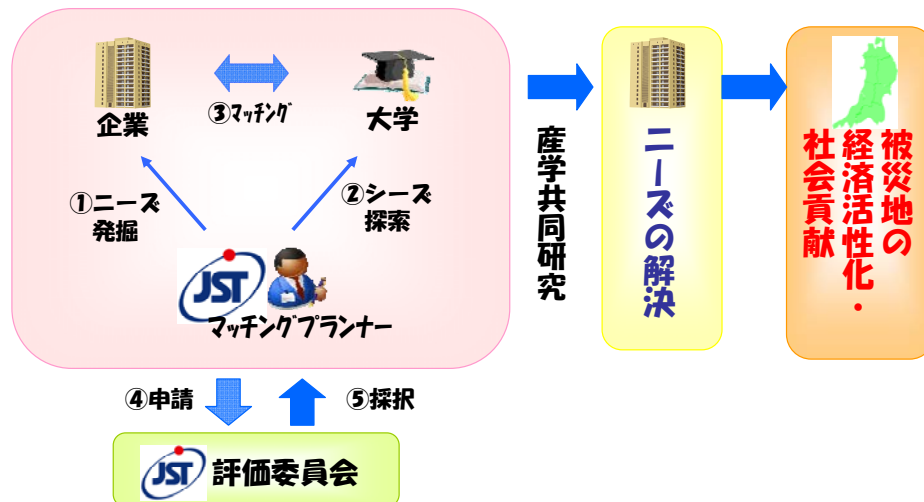 企業
大学
③マッチング
①ニーズ
発掘
②シーズ
探索
JST
マッチングプランナー
④申請
⑤採択
JST
評価委員会
産学共同研究
ニーズの解決
被災地の
経済活性化・
社会貢献